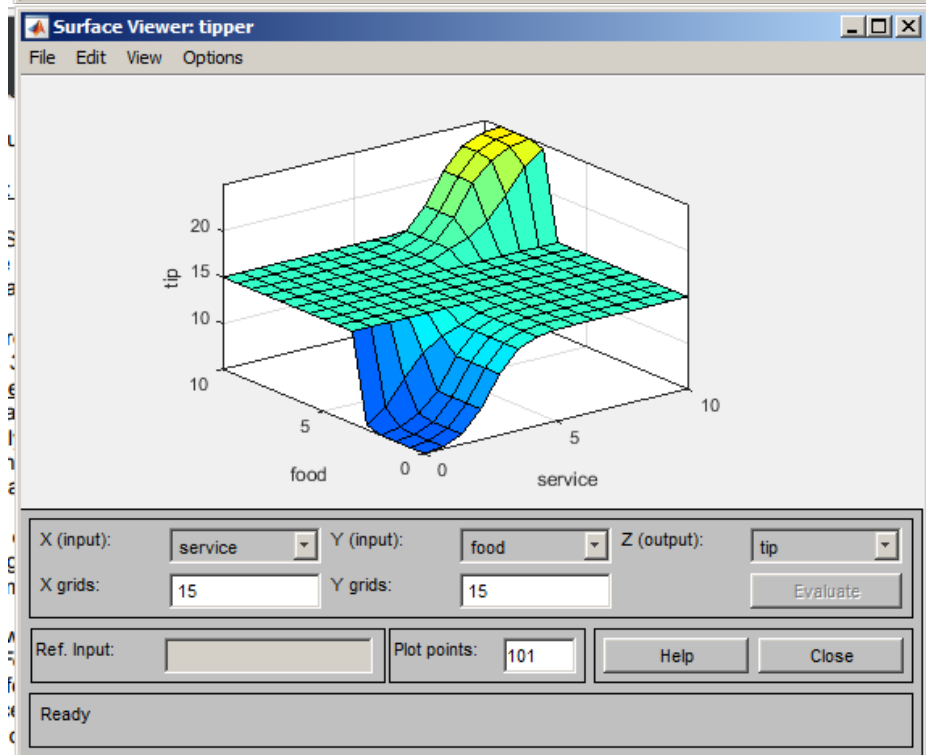 Surface Viewer: tipper
File Edit View Options
20
15
10
tip
10
5
0
food
0
5
10
service
X (input): service Y (input): food Z (output): tip
X grids: 15 Y grids: 15 Evaluate
Ref. Input: Plot points: 101 Help Close
Ready